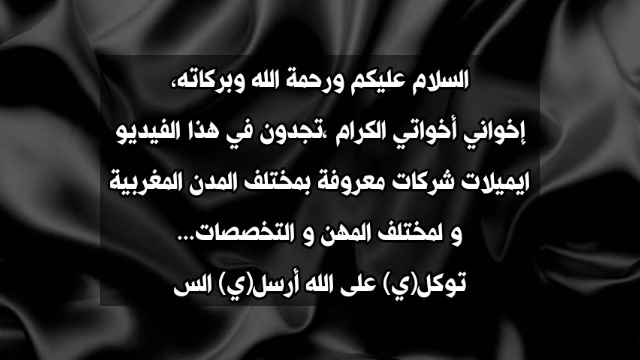 السلام عليكم ورحمة الله وبركاته،
إخواني أخواتي الكرام ،تجدون في هذا الفيديو
ايميلات شركات معروفة بمختلف المدن المغربية
و لمختلف المهن و التخصصات...
توكل(ي) على الله أرسل(ي) الس